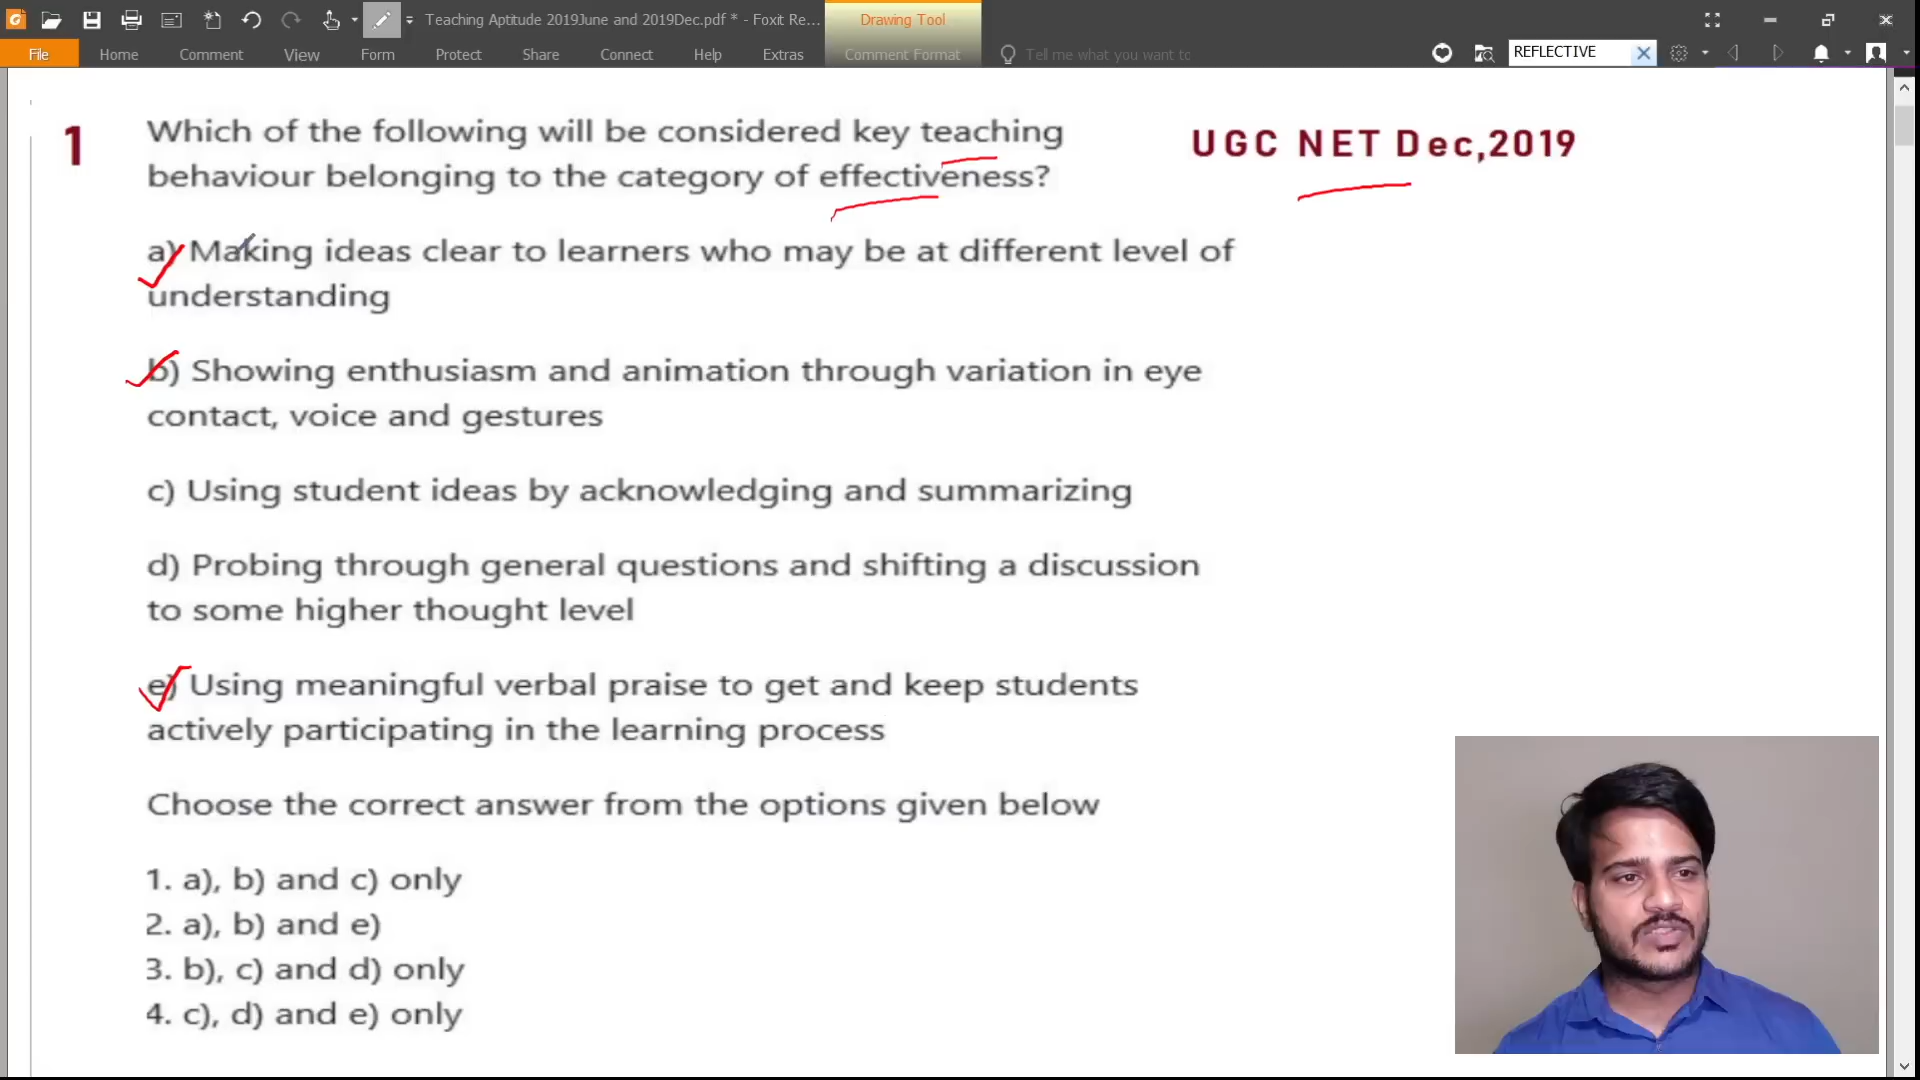 Teaching Aptitude 2019June and 2019Dec.pdf * - Foxit Re...
Drawing Tool
File Home Comment View Form Protect Share Connect Help Extras Comment Format Tell me what you want to REFLECTIVE
1
Which of the following will be considered key teaching
behaviour belonging to the category of effectiveness?
UGC NET Dec,2019
a) Making ideas clear to learners who may be at different level of
understanding
b) Showing enthusiasm and animation through variation in eye
contact, voice and gestures
c) Using student ideas by acknowledging and summarizing
d) Probing through general questions and shifting a discussion
to some higher thought level
e) Using meaningful verbal praise to get and keep students
actively participating in the learning process
Choose the correct answer from the options given below
1. a), b) and c) only
2. a), b) and e)
3. b), c) and d) only
4. c), d) and e) only